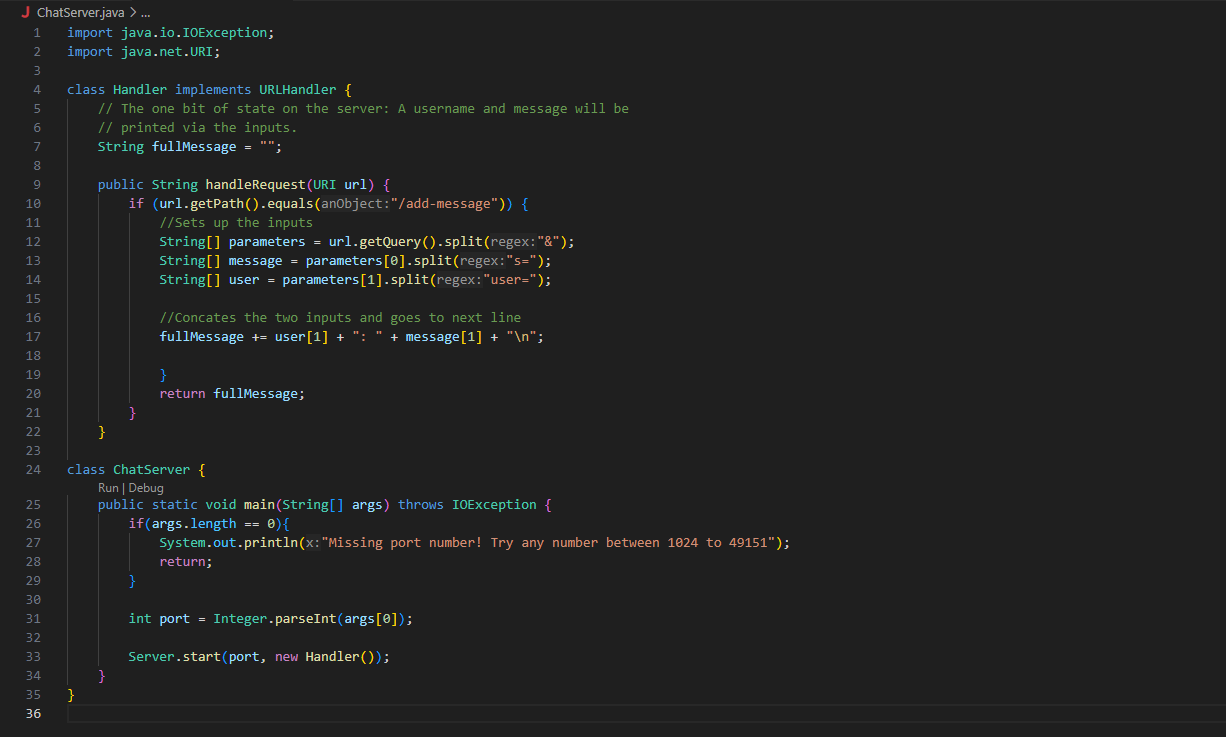 ChatServer.java > ...
1 import java.io.IOException;
2 import java.net.URI;
3
4 class Handler implements URLHandler {
5     // The one bit of state on the server: A username and message will be
6     // printed via the inputs.
7     String fullMessage = "";
8
9     public String handleRequest(URI url) {
10         if (url.getPath().equals(anObject:"/add-message")) {
11             //Sets up the inputs
12             String[] parameters = url.getQuery().split(regex:"&");
13             String[] message = parameters[0].split(regex:"s=");
14             String[] user = parameters[1].split(regex:"user=");
15
16             //Concates the two inputs and goes to next line
17             fullMessage += user[1] + ": " + message[1] + "\n";
18
19             }
20             return fullMessage;
21         }
22     }
23
24 class ChatServer {
Run | Debug
25     public static void main(String[] args) throws IOException {
26         if(args.length == 0){
27             System.out.println(x:"Missing port number! Try any number between 1024 to 49151");
28             return;
29         }
30
31         int port = Integer.parseInt(args[0]);
32
33         Server.start(port, new Handler());
34     }
35 }
36